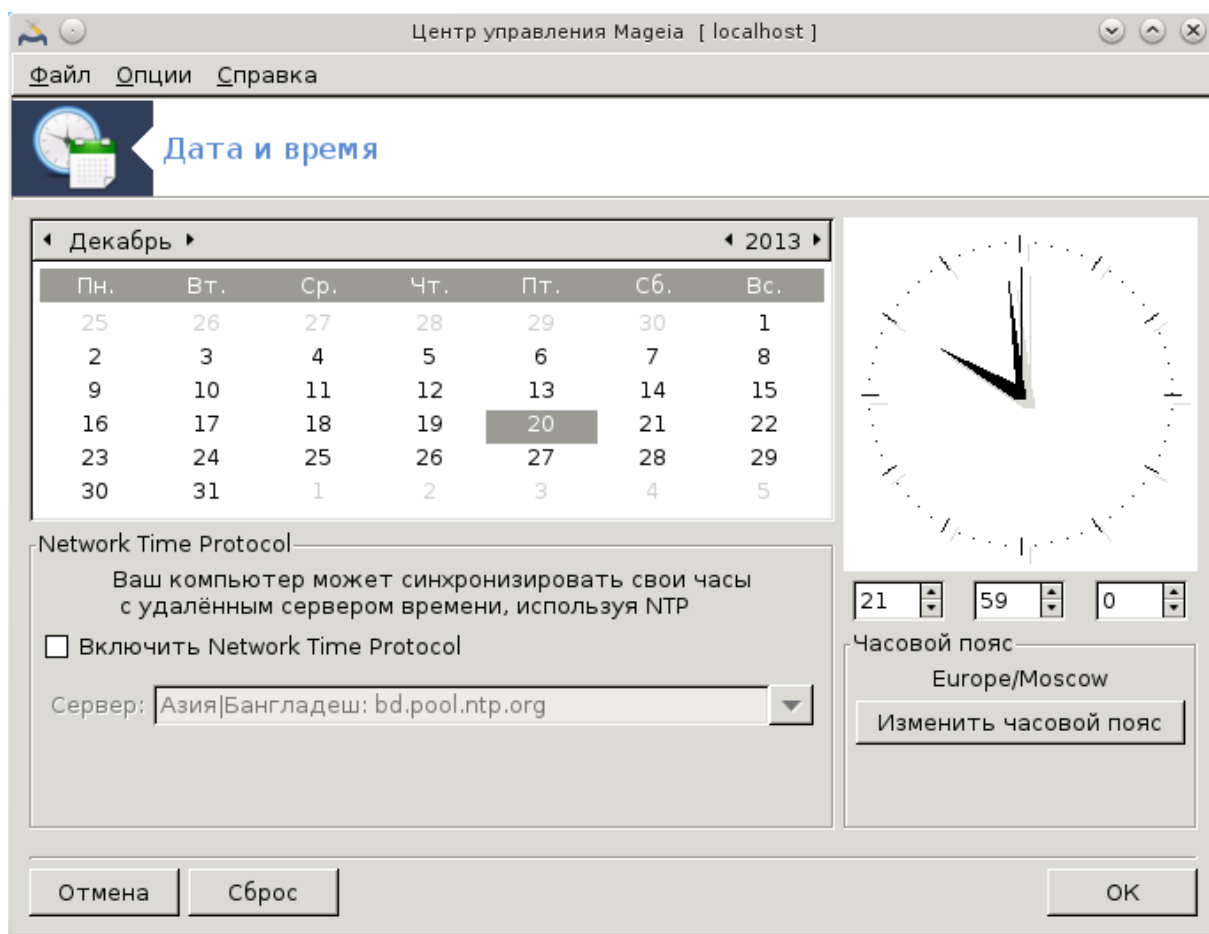 Центр управления Mageia [ localhost ]
Файл Опции Справка
Дата и время
Декабрь 2013
Пн. Вт. Ср. Чт. Пт. Сб. Вс.
25 26 27 28 29 30 1
2 3 4 5 6 7 8
9 10 11 12 13 14 15
16 17 18 19 20 21 22
23 24 25 26 27 28 29
30 31 1 2 3 4 5
Network Time Protocol
Ваш компьютер может синхронизировать свои часы
с удалённым сервером времени, используя NTP
Включить Network Time Protocol
Сервер: Азия|Бангладеш: bd.pool.ntp.org
21 59 0
Часовой пояс
Europe/Moscow
Изменить часовой пояс
Отмена Сброс OK